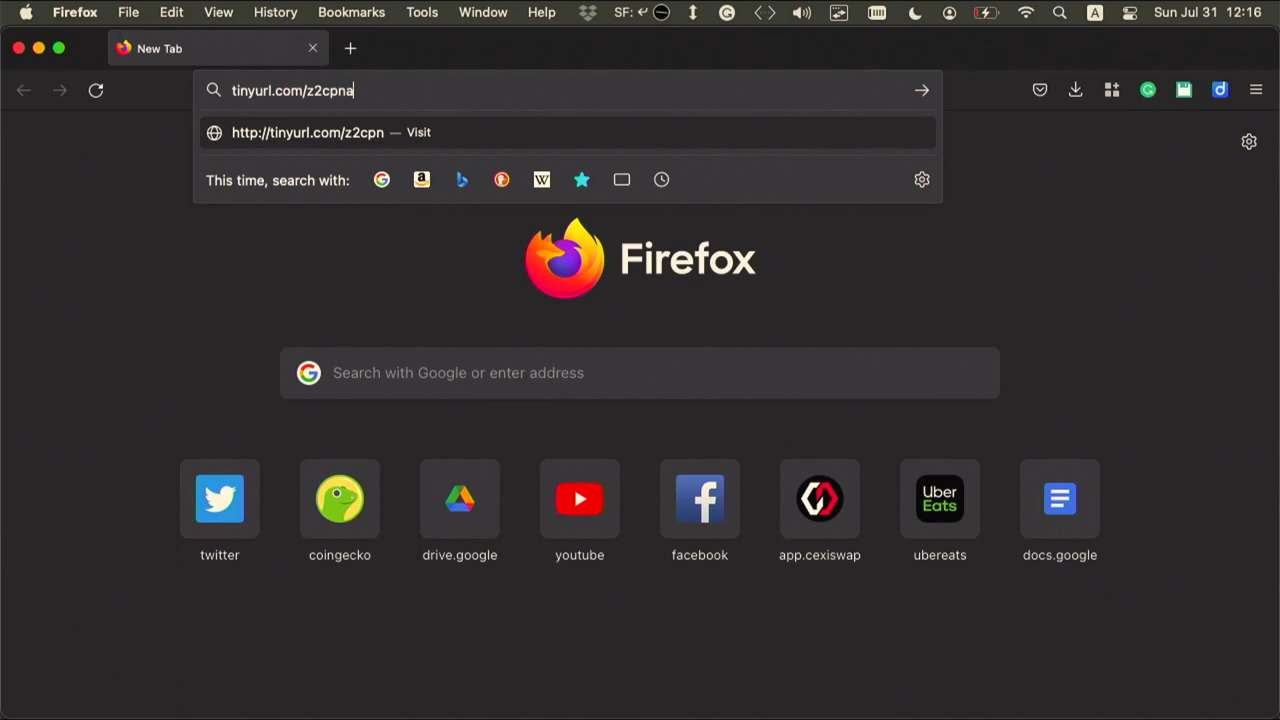 Firefox File Edit View History Bookmarks Tools Window Help SF: ↩ A Sun Jul 31 12:16
New Tab
tinyurl.com/z2cpna
http://tinyurl.com/z2cpn — Visit
This time, search with:
Firefox
Search with Google or enter address
Uber Eats
twitter coingecko drive.google youtube facebook app.cexiswap ubereats docs.google